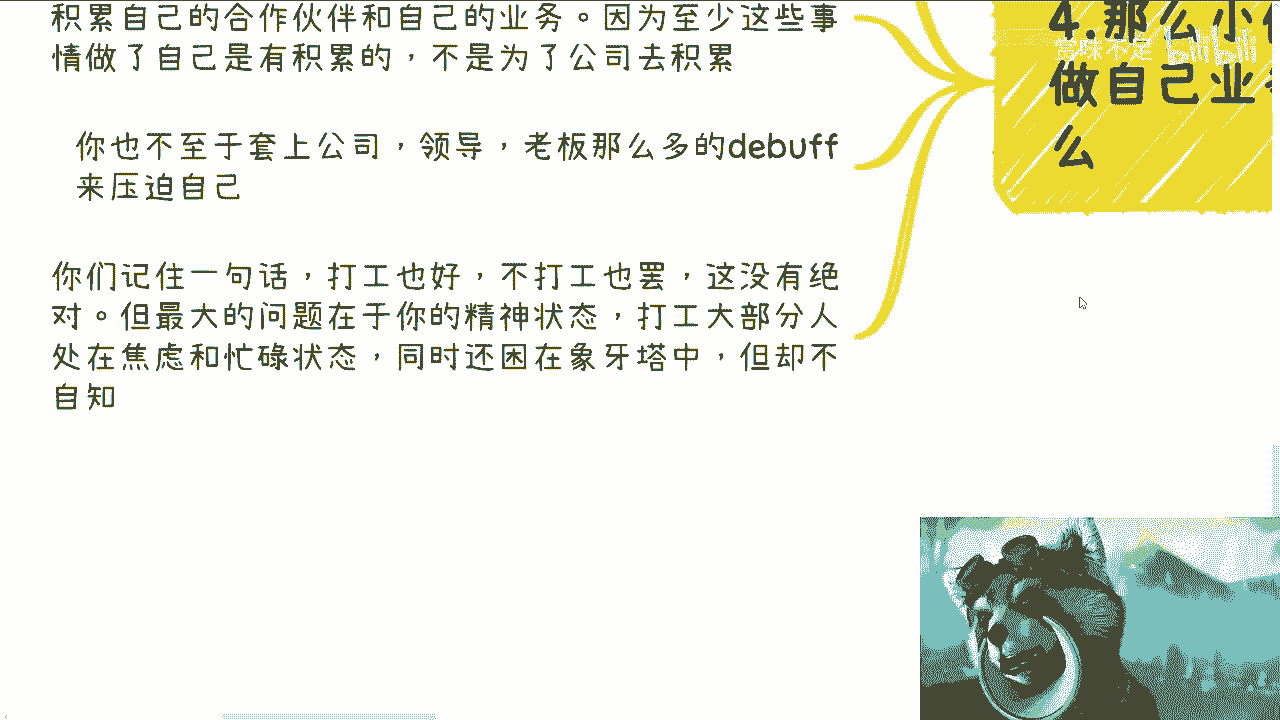 积累自己的合作伙伴和自己的业务。因为至少这些事
情做了自己是有积累的，不是为了公司去积累
你也不至于套上公司，领导，老板那么多的debuff
来压迫自己
你们记住一句话，打工也好，不打工也罢，这没有绝
对。但最大的问题在于你的精神状态，打工大部分人
处在焦虑和忙碌状态，同时还困在象牙塔中，但却不
自知
4.那么小
做自己业
么
bilibili